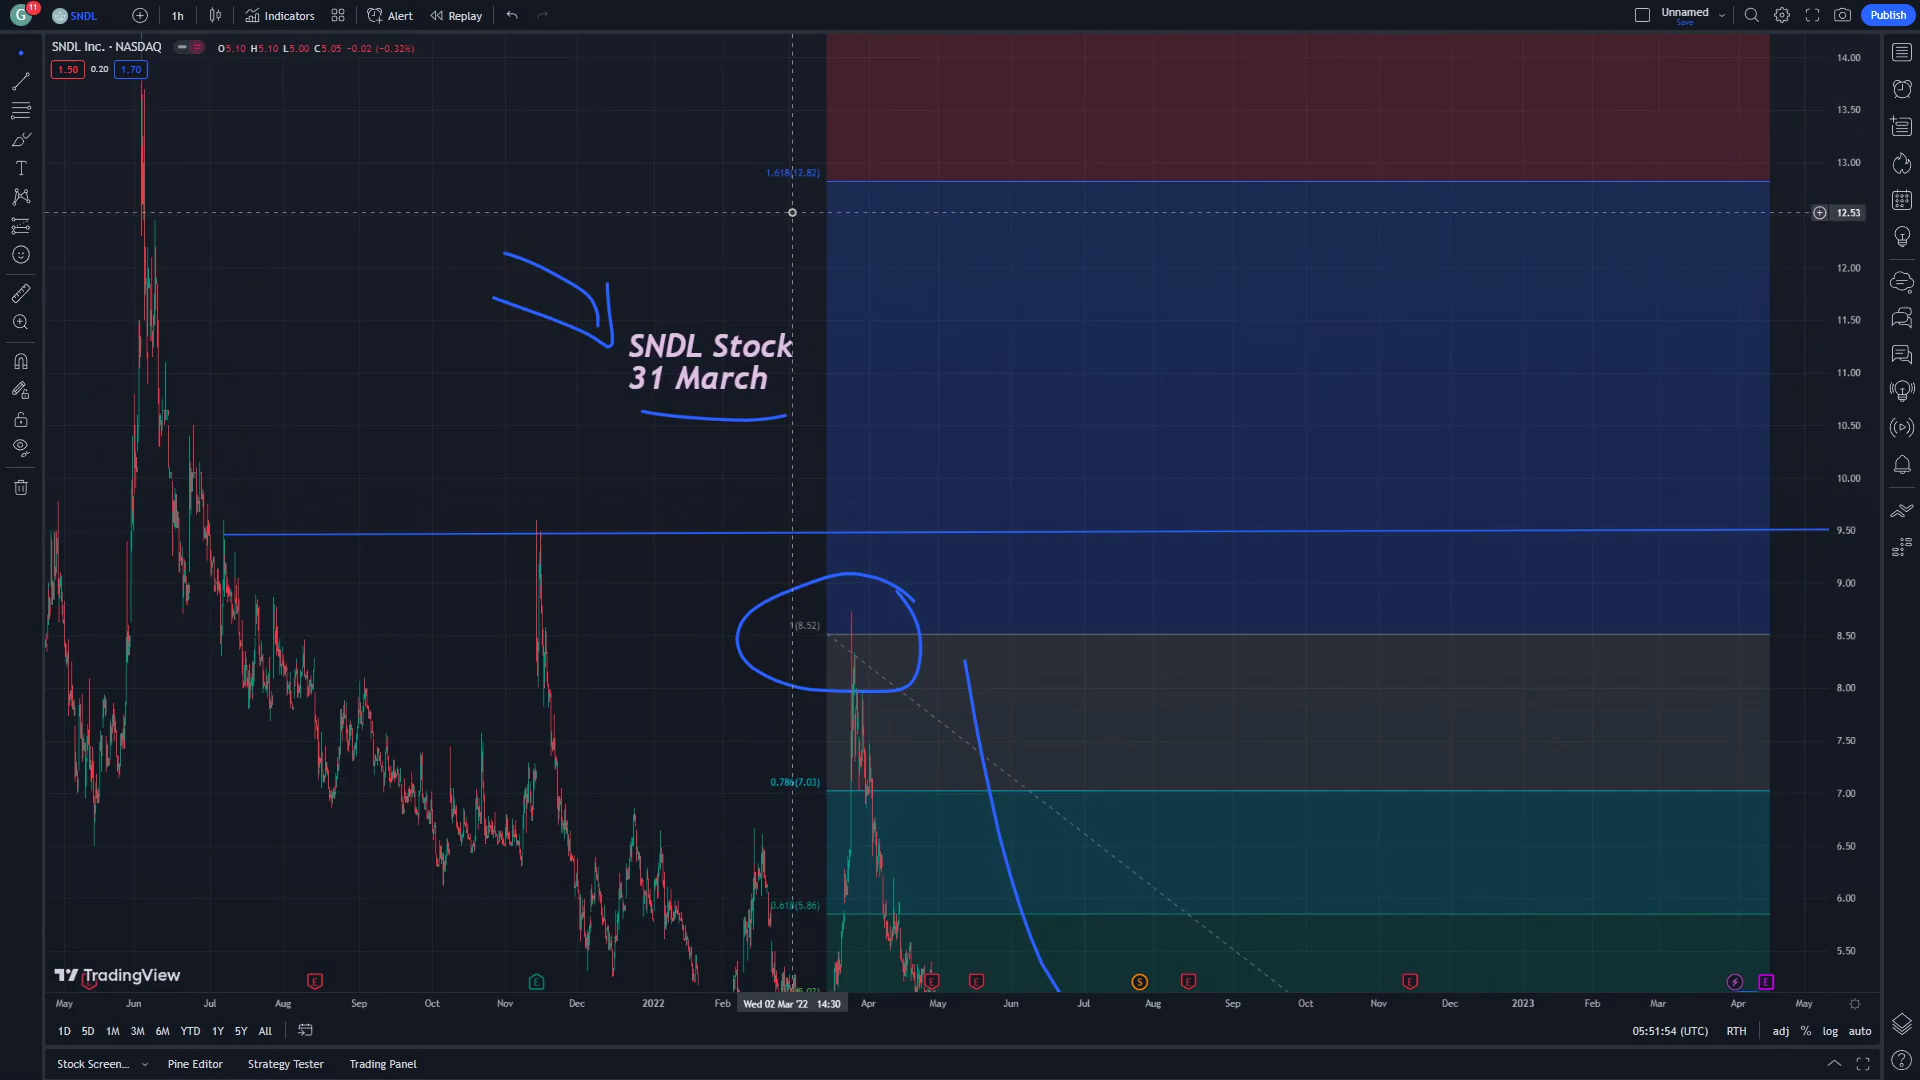 G 11 SNDL 1h Indicators Alert Replay Unnamed Save Publish
SNDL Inc. · NASDAQ O5.10 H5.10 L5.00 C5.05 −0.02 (−0.32%)
1.50 0.20 1.70
14.00
13.50
13.00
1.618(12.82)
12.53
12.00
11.50
SNDL Stock
31 March
11.00
10.50
10.00
9.50
9.00
1(8.52)
8.50
8.00
7.50
0.786(7.03)
7.00
6.50
0.618(5.86)
6.00
5.50
TradingView
E E E E E S E E E
May Jun Jul Aug Sep Oct Nov Dec 2022 Feb Wed 02 Mar '22 14:30 Apr May Jun Jul Aug Sep Oct Nov Dec 2023 Feb Mar Apr May
1D 5D 1M 3M 6M YTD 1Y 5Y All 05:51:54 (UTC) RTH adj % log auto
Stock Screen... Pine Editor Strategy Tester Trading Panel